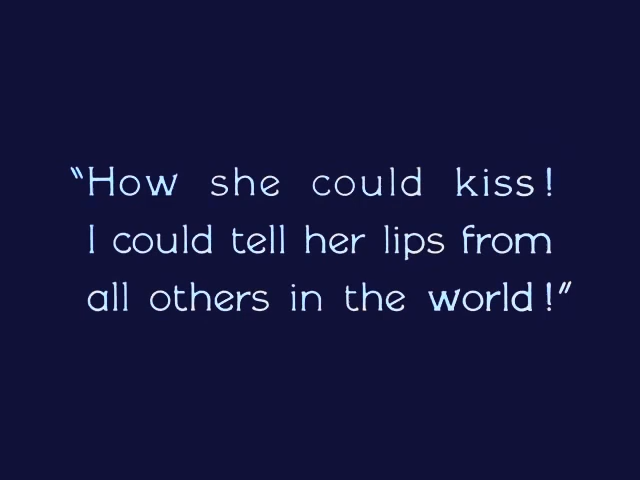 "How she could kiss!
I could tell her lips from
all others in the world!"